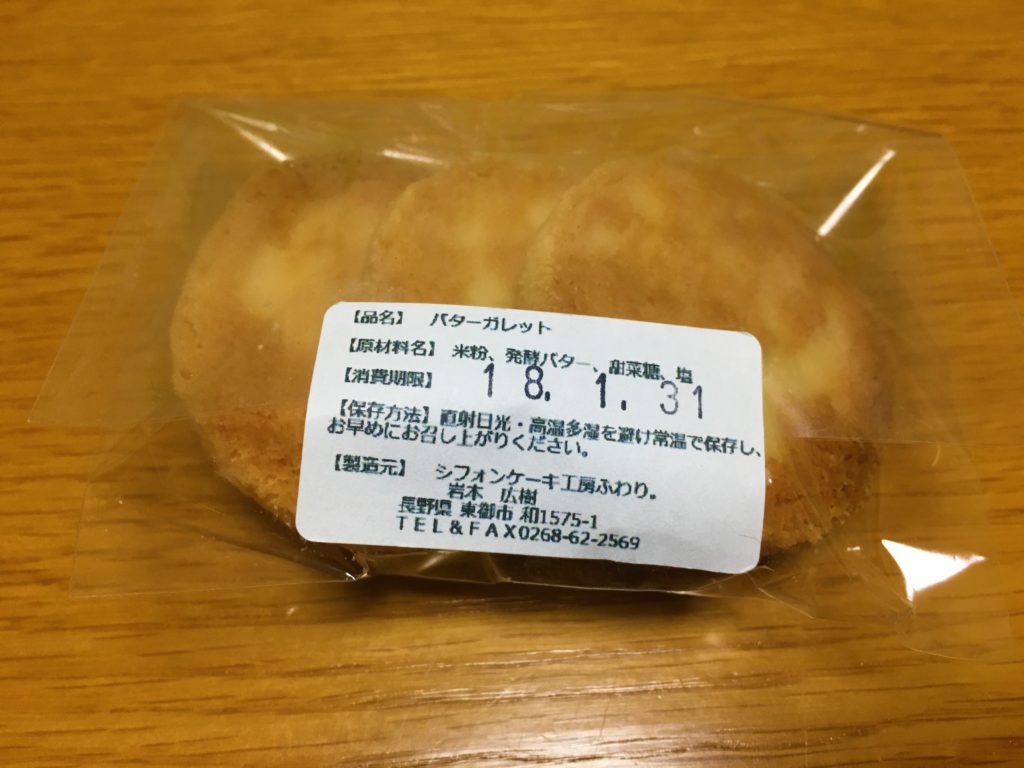 【品名】　バターガレット
【原材料名】 米粉、発酵バター、甜菜糖、塩
【消費期限】 18. 1. 31
【保存方法】直射日光・高湿多湿を避け常温で保存し、
お早めにお召し上がりください。
【製造元】　シフォンケーキ工房ふわり。
岩本　広樹
長野県 東御市 和1575-1
ＴＥＬ＆ＦＡＸ0268-62-2569